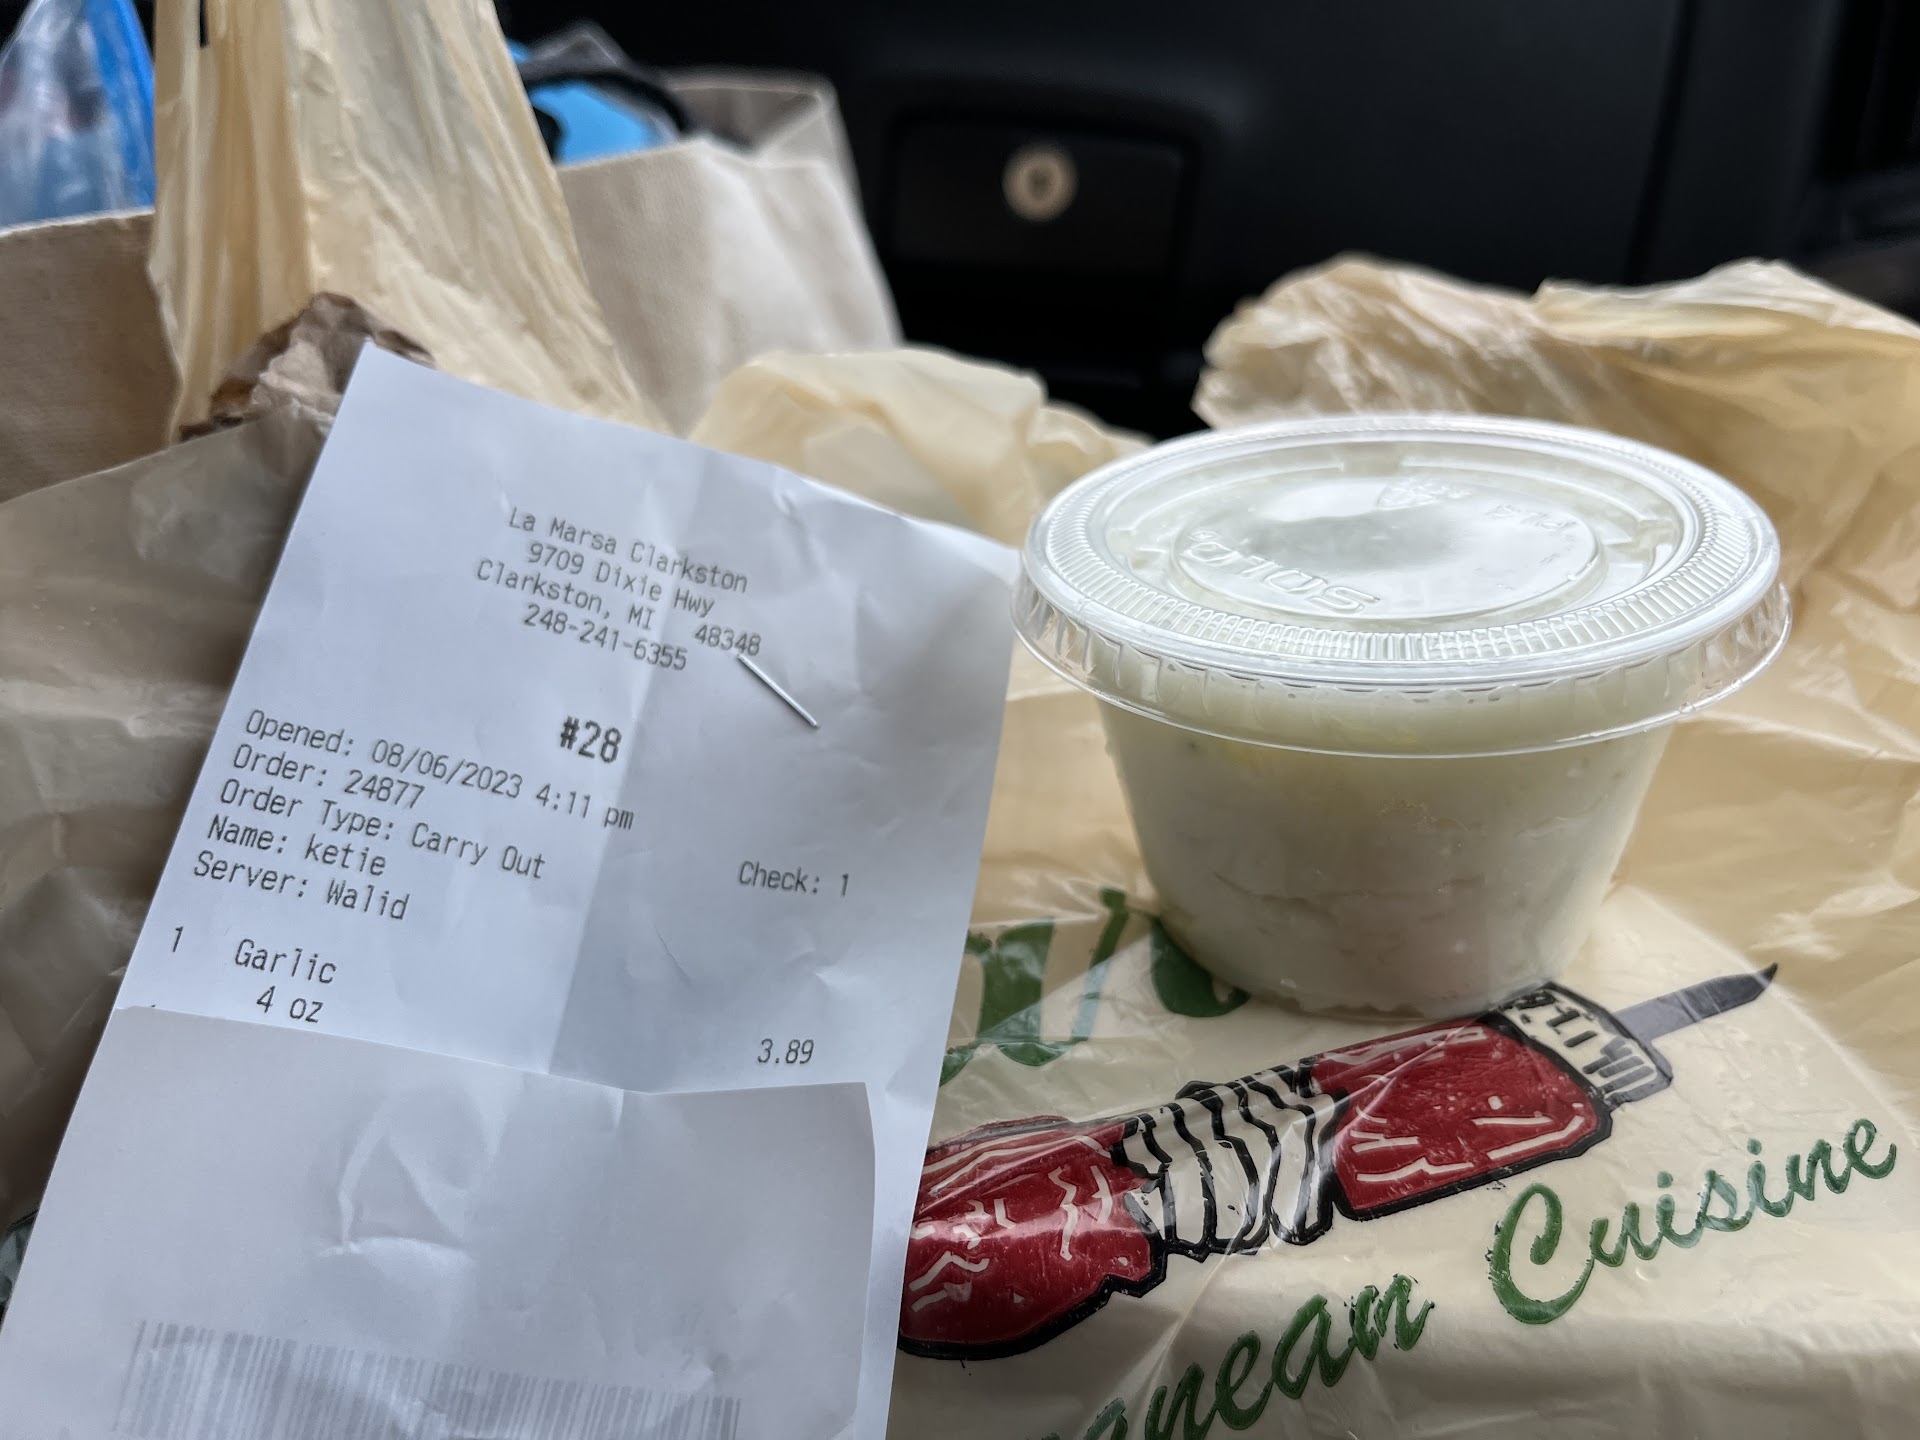 La Marsa Clarkston
9709 Dixie Hwy
Clarkston, MI 48348
248-241-6355
#28
Opened: 08/06/2023 4:11 pm
Order: 24877
Order Type: Carry Out
Name: ketie
Server: Walid
Check: 1
1 Garlic
4 oz
3.89
SOLO
PLA
nean Cuisine